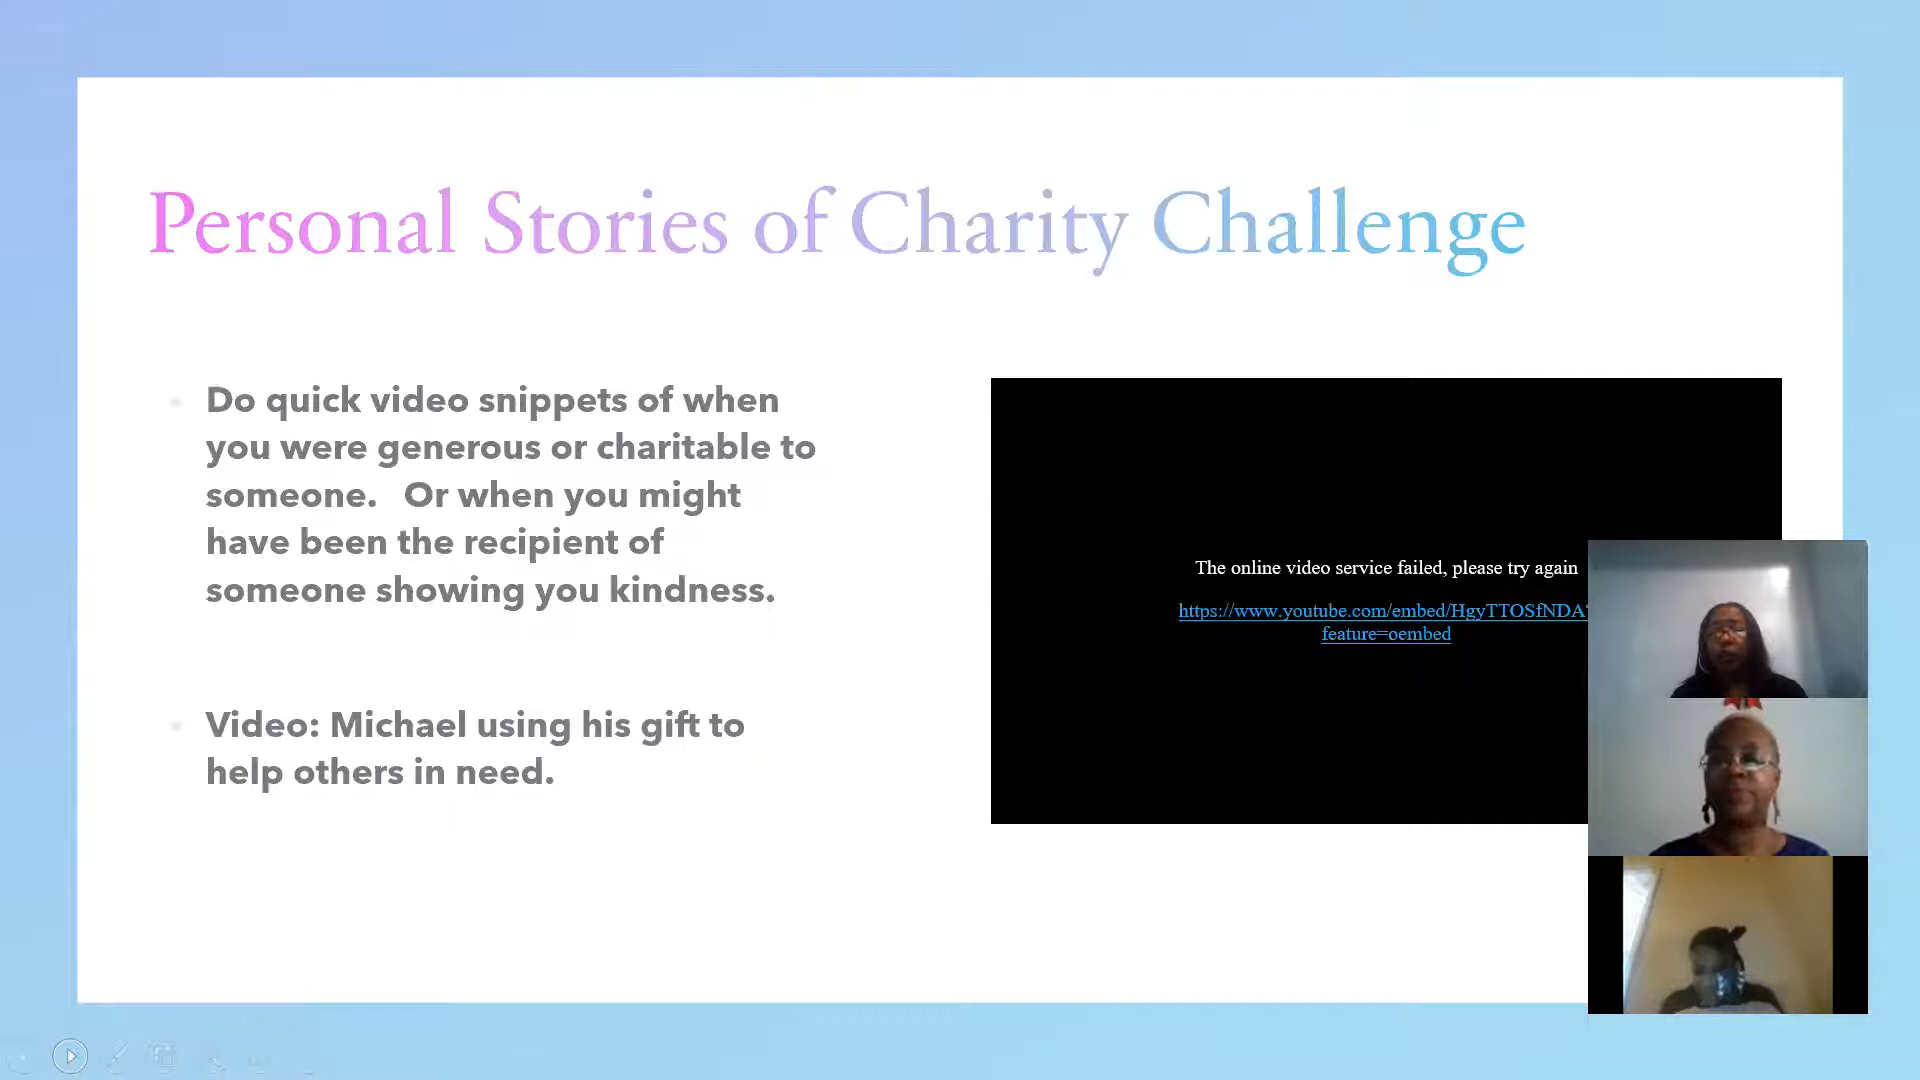 Personal Stories of Charity Challenge
Do quick video snippets of when
you were generous or charitable to
someone.   Or when you might
have been the recipient of
someone showing you kindness.
Video: Michael using his gift to
help others in need.
The online video service failed, please try again
https://www.youtube.com/embed/HgyTTOSfNDA
feature=oembed